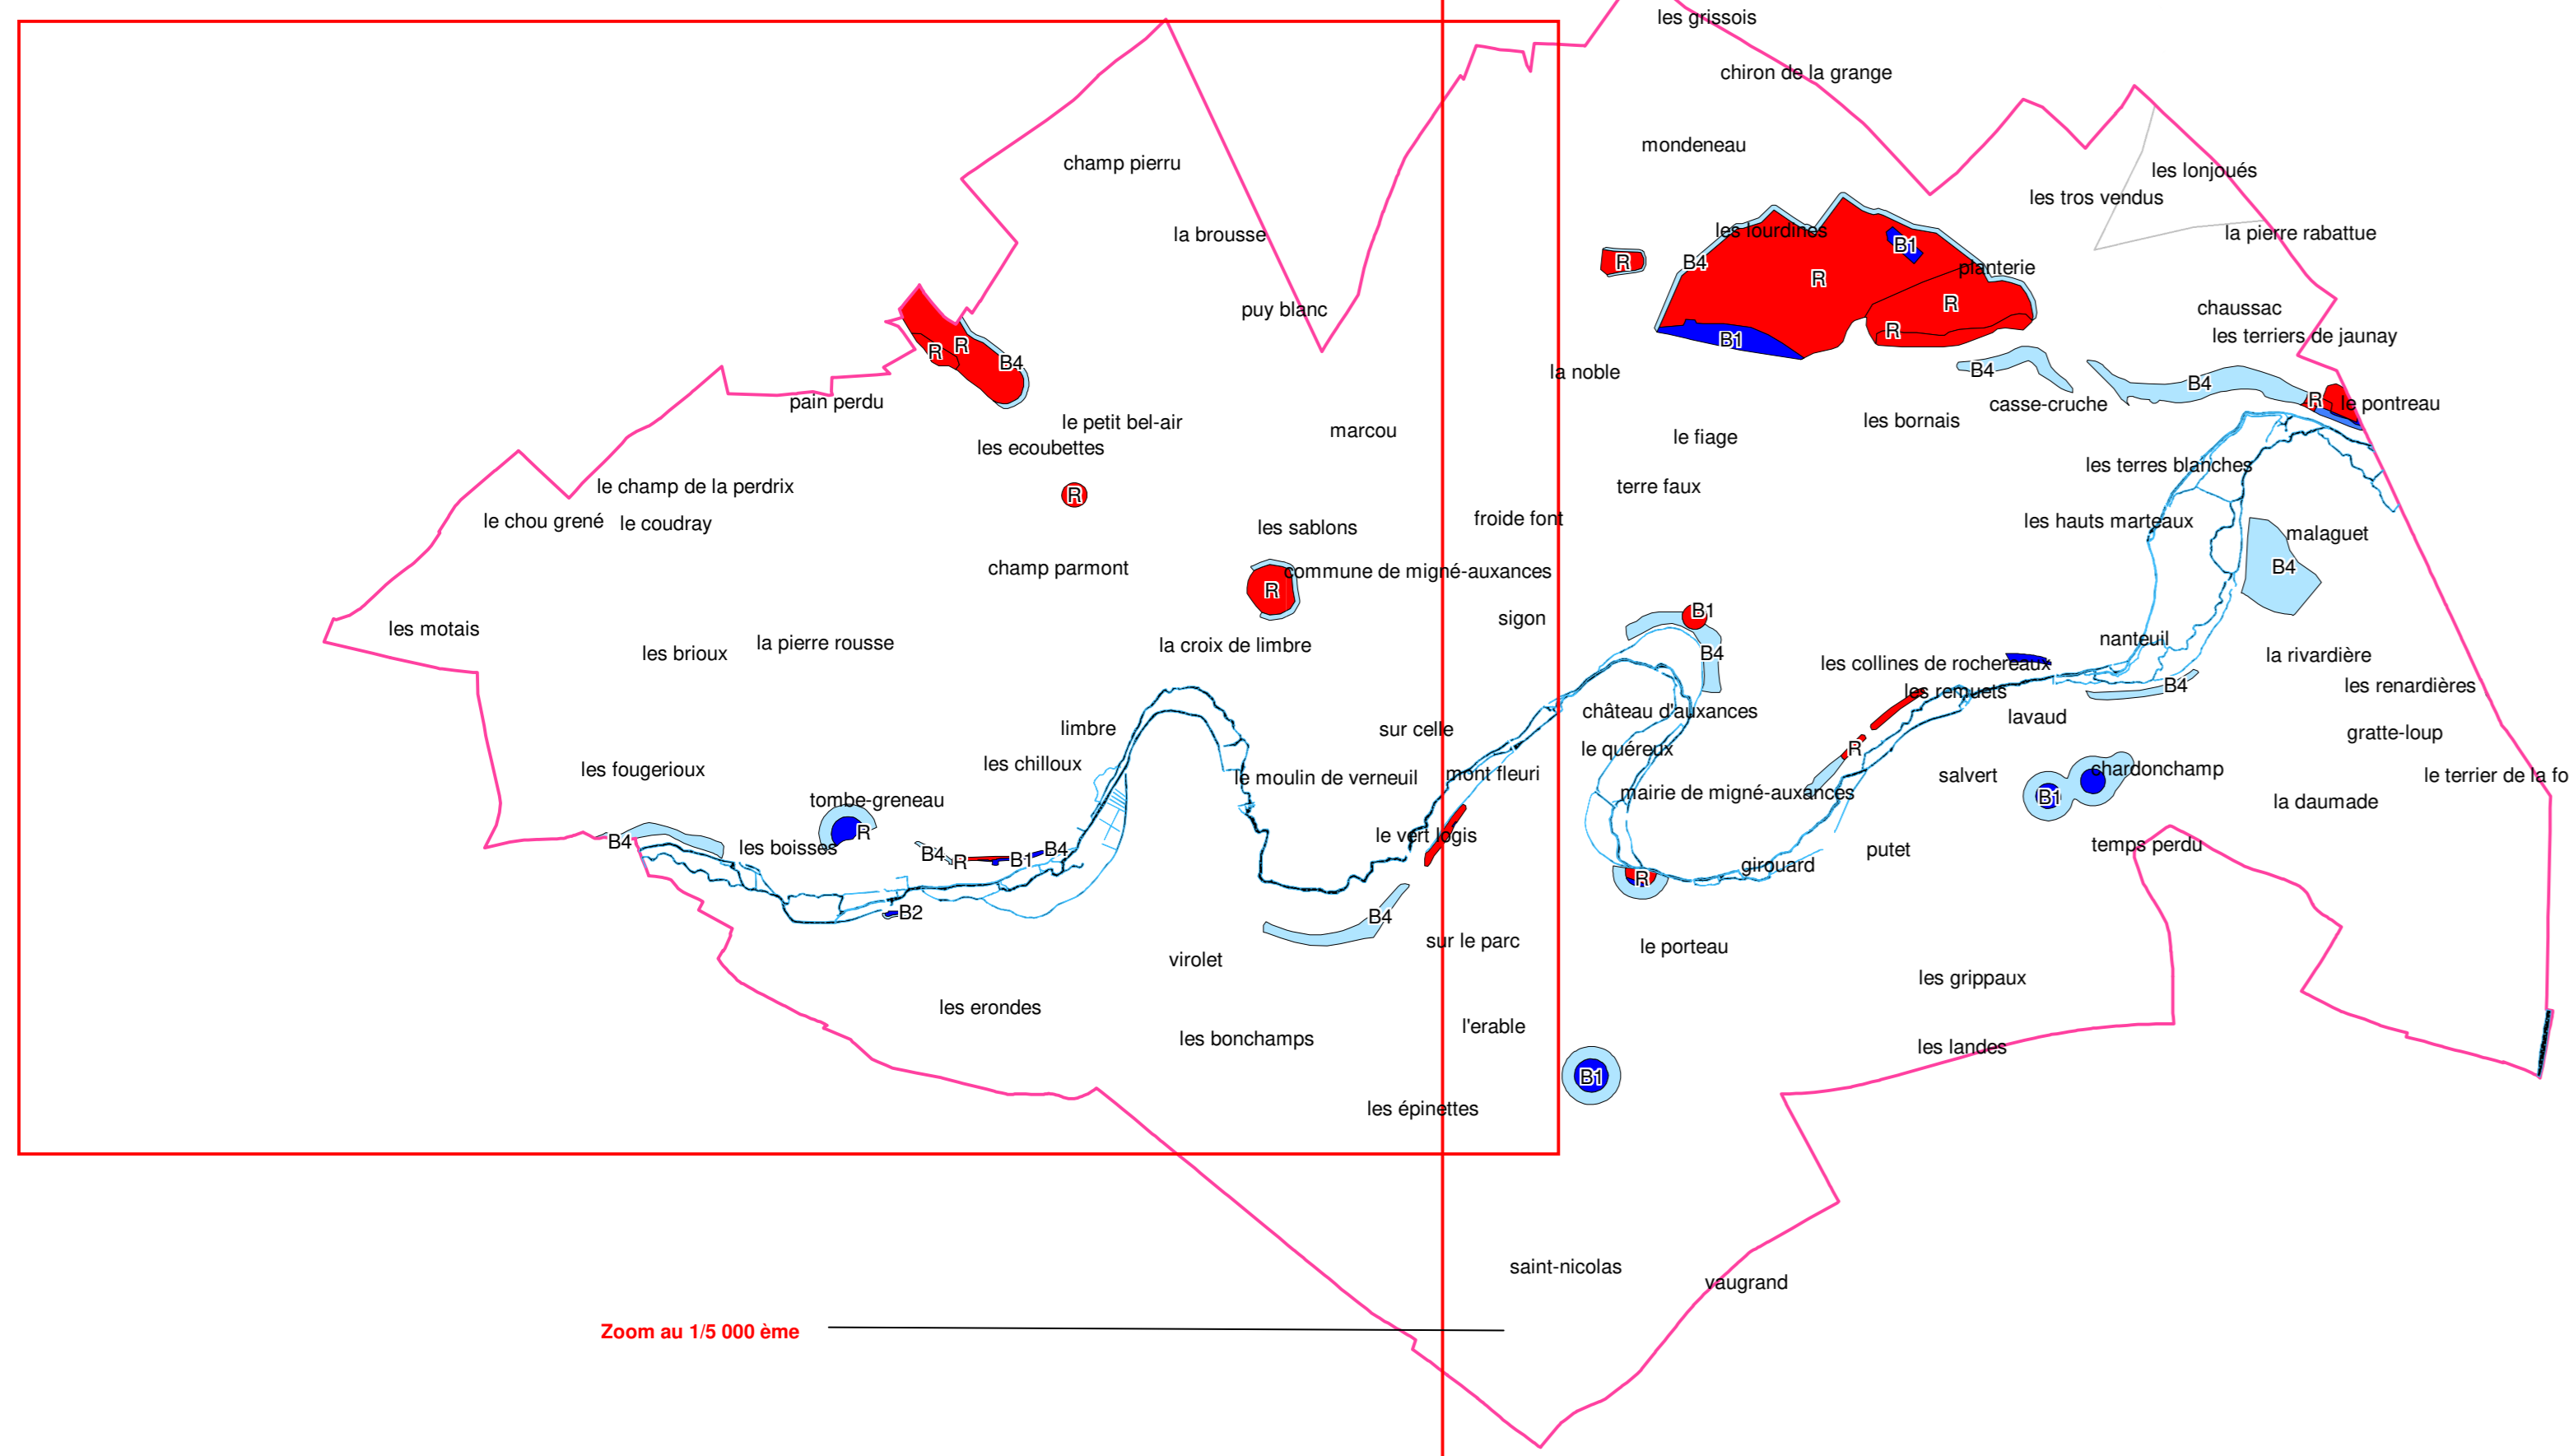 les grissois
chiron de la grange
mondeneau
champ pierru
les lonjoués
les tros vendus
la brousse
les lourdines
la pierre rabattue
B1
R
B4
planterie
R
R
puy blanc
chaussac
R
B1
les terriers de jaunay
R
R
B4
la noble
B4
B4
pain perdu
casse-cruche
R
le pontreau
le petit bel-air
les bornais
marcou
le fiage
les ecoubettes
les terres blanches
le champ de la perdrix
terre faux
R
le chou grené
le coudray
froide font
les hauts marteaux
les sablons
malaguet
champ parmont
commune de migné-auxances
B4
R
B1
sigon
les motais
nanteuil
la pierre rousse
la croix de limbre
les brioux
B4
les collines de rochereaux
la rivardière
les remuets
B4
les renardières
château d'auxances
lavaud
limbre
sur celle
gratte-loup
le quéreux
R
les chilloux
les fougerioux
le moulin de verneuil
mont fleuri
salvert
chardonchamp
le terrier de la fo
mairie de migné-auxances
B1
tombe-greneau
la daumade
R
le vert logis
B4
les boisses
B4
R
B1
B4
putet
temps perdu
girouard
R
B2
B4
sur le parc
le porteau
virolet
les grippaux
les erondes
l'erable
les bonchamps
les landes
B1
les épinettes
saint-nicolas
vaugrand
Zoom au 1/5 000 ème